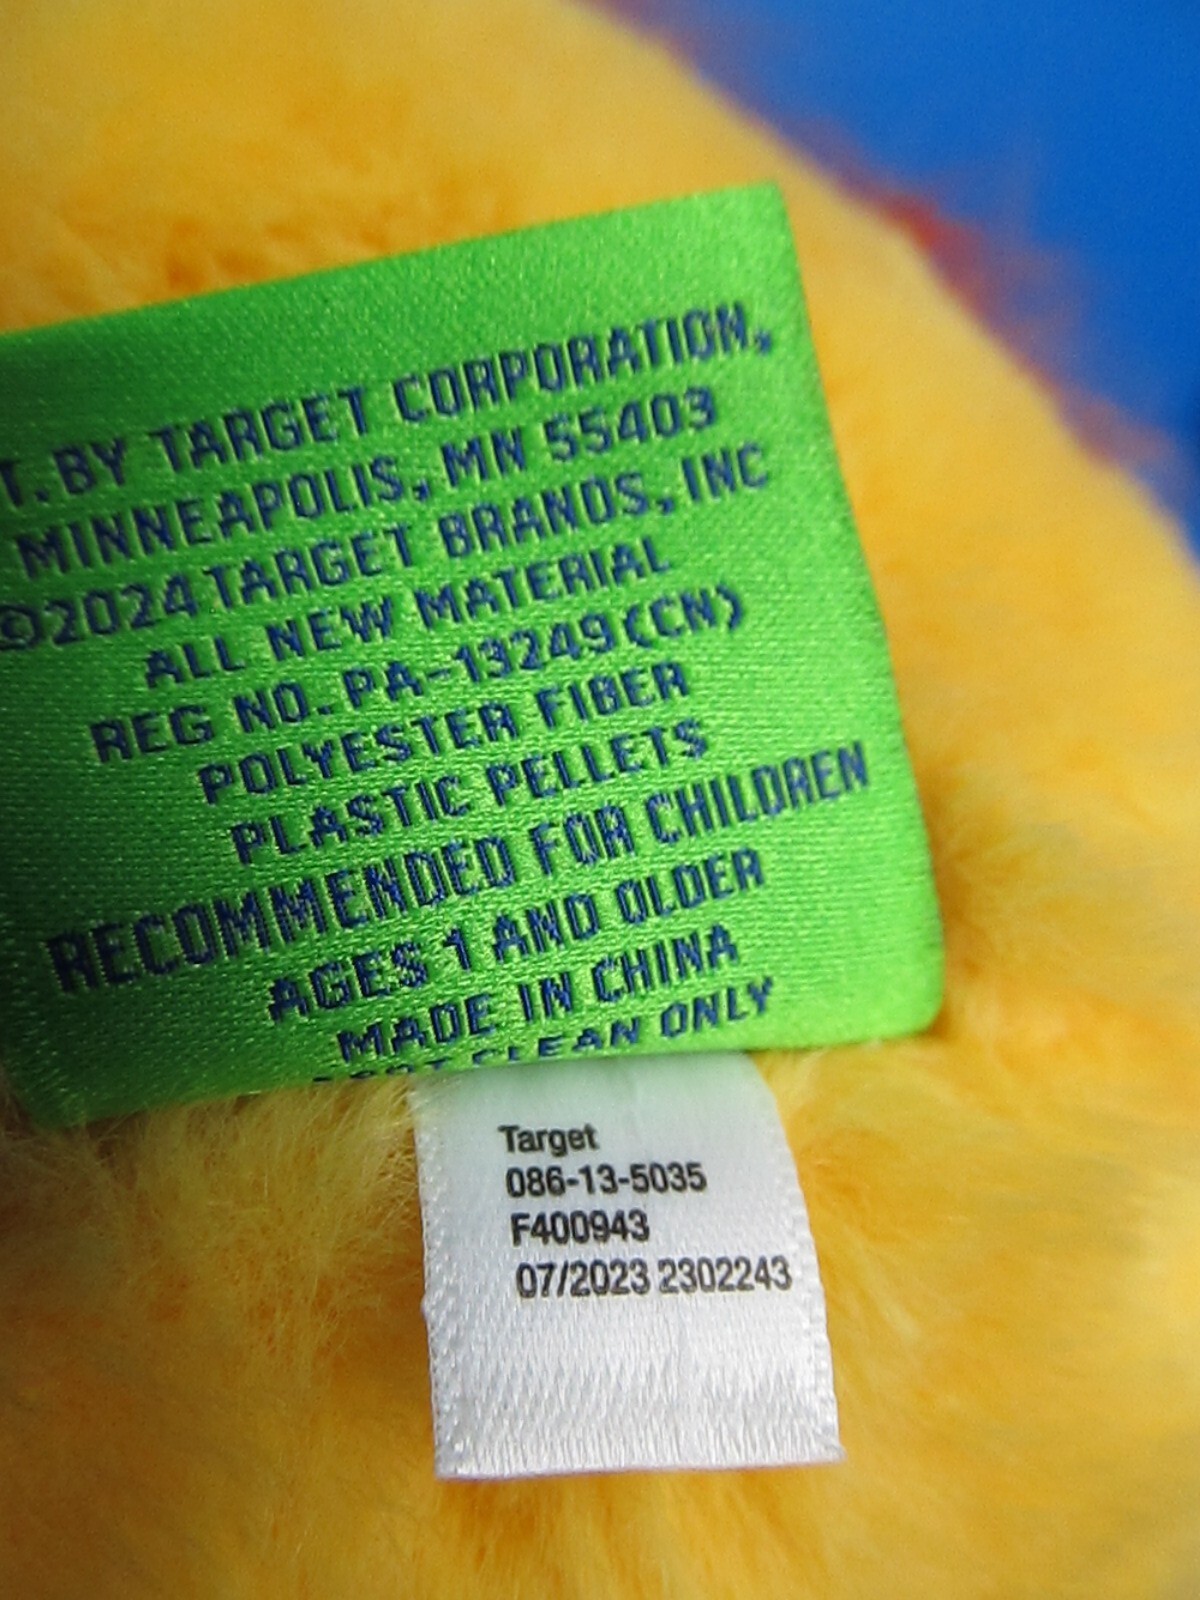 T. BY TARGET CORPORATION,
MINNEAPOLIS, MN 55403
©2024 TARGET BRANDS, INC
ALL NEW MATERIAL
REG NO. PA-13249(CN)
POLYESTER FIBER
PLASTIC PELLETS
RECOMMENDED FOR CHILDREN
AGES 1 AND OLDER
MADE IN CHINA
CLEAN ONLY
Target
086-13-5035
F400943
07/2023 2302243